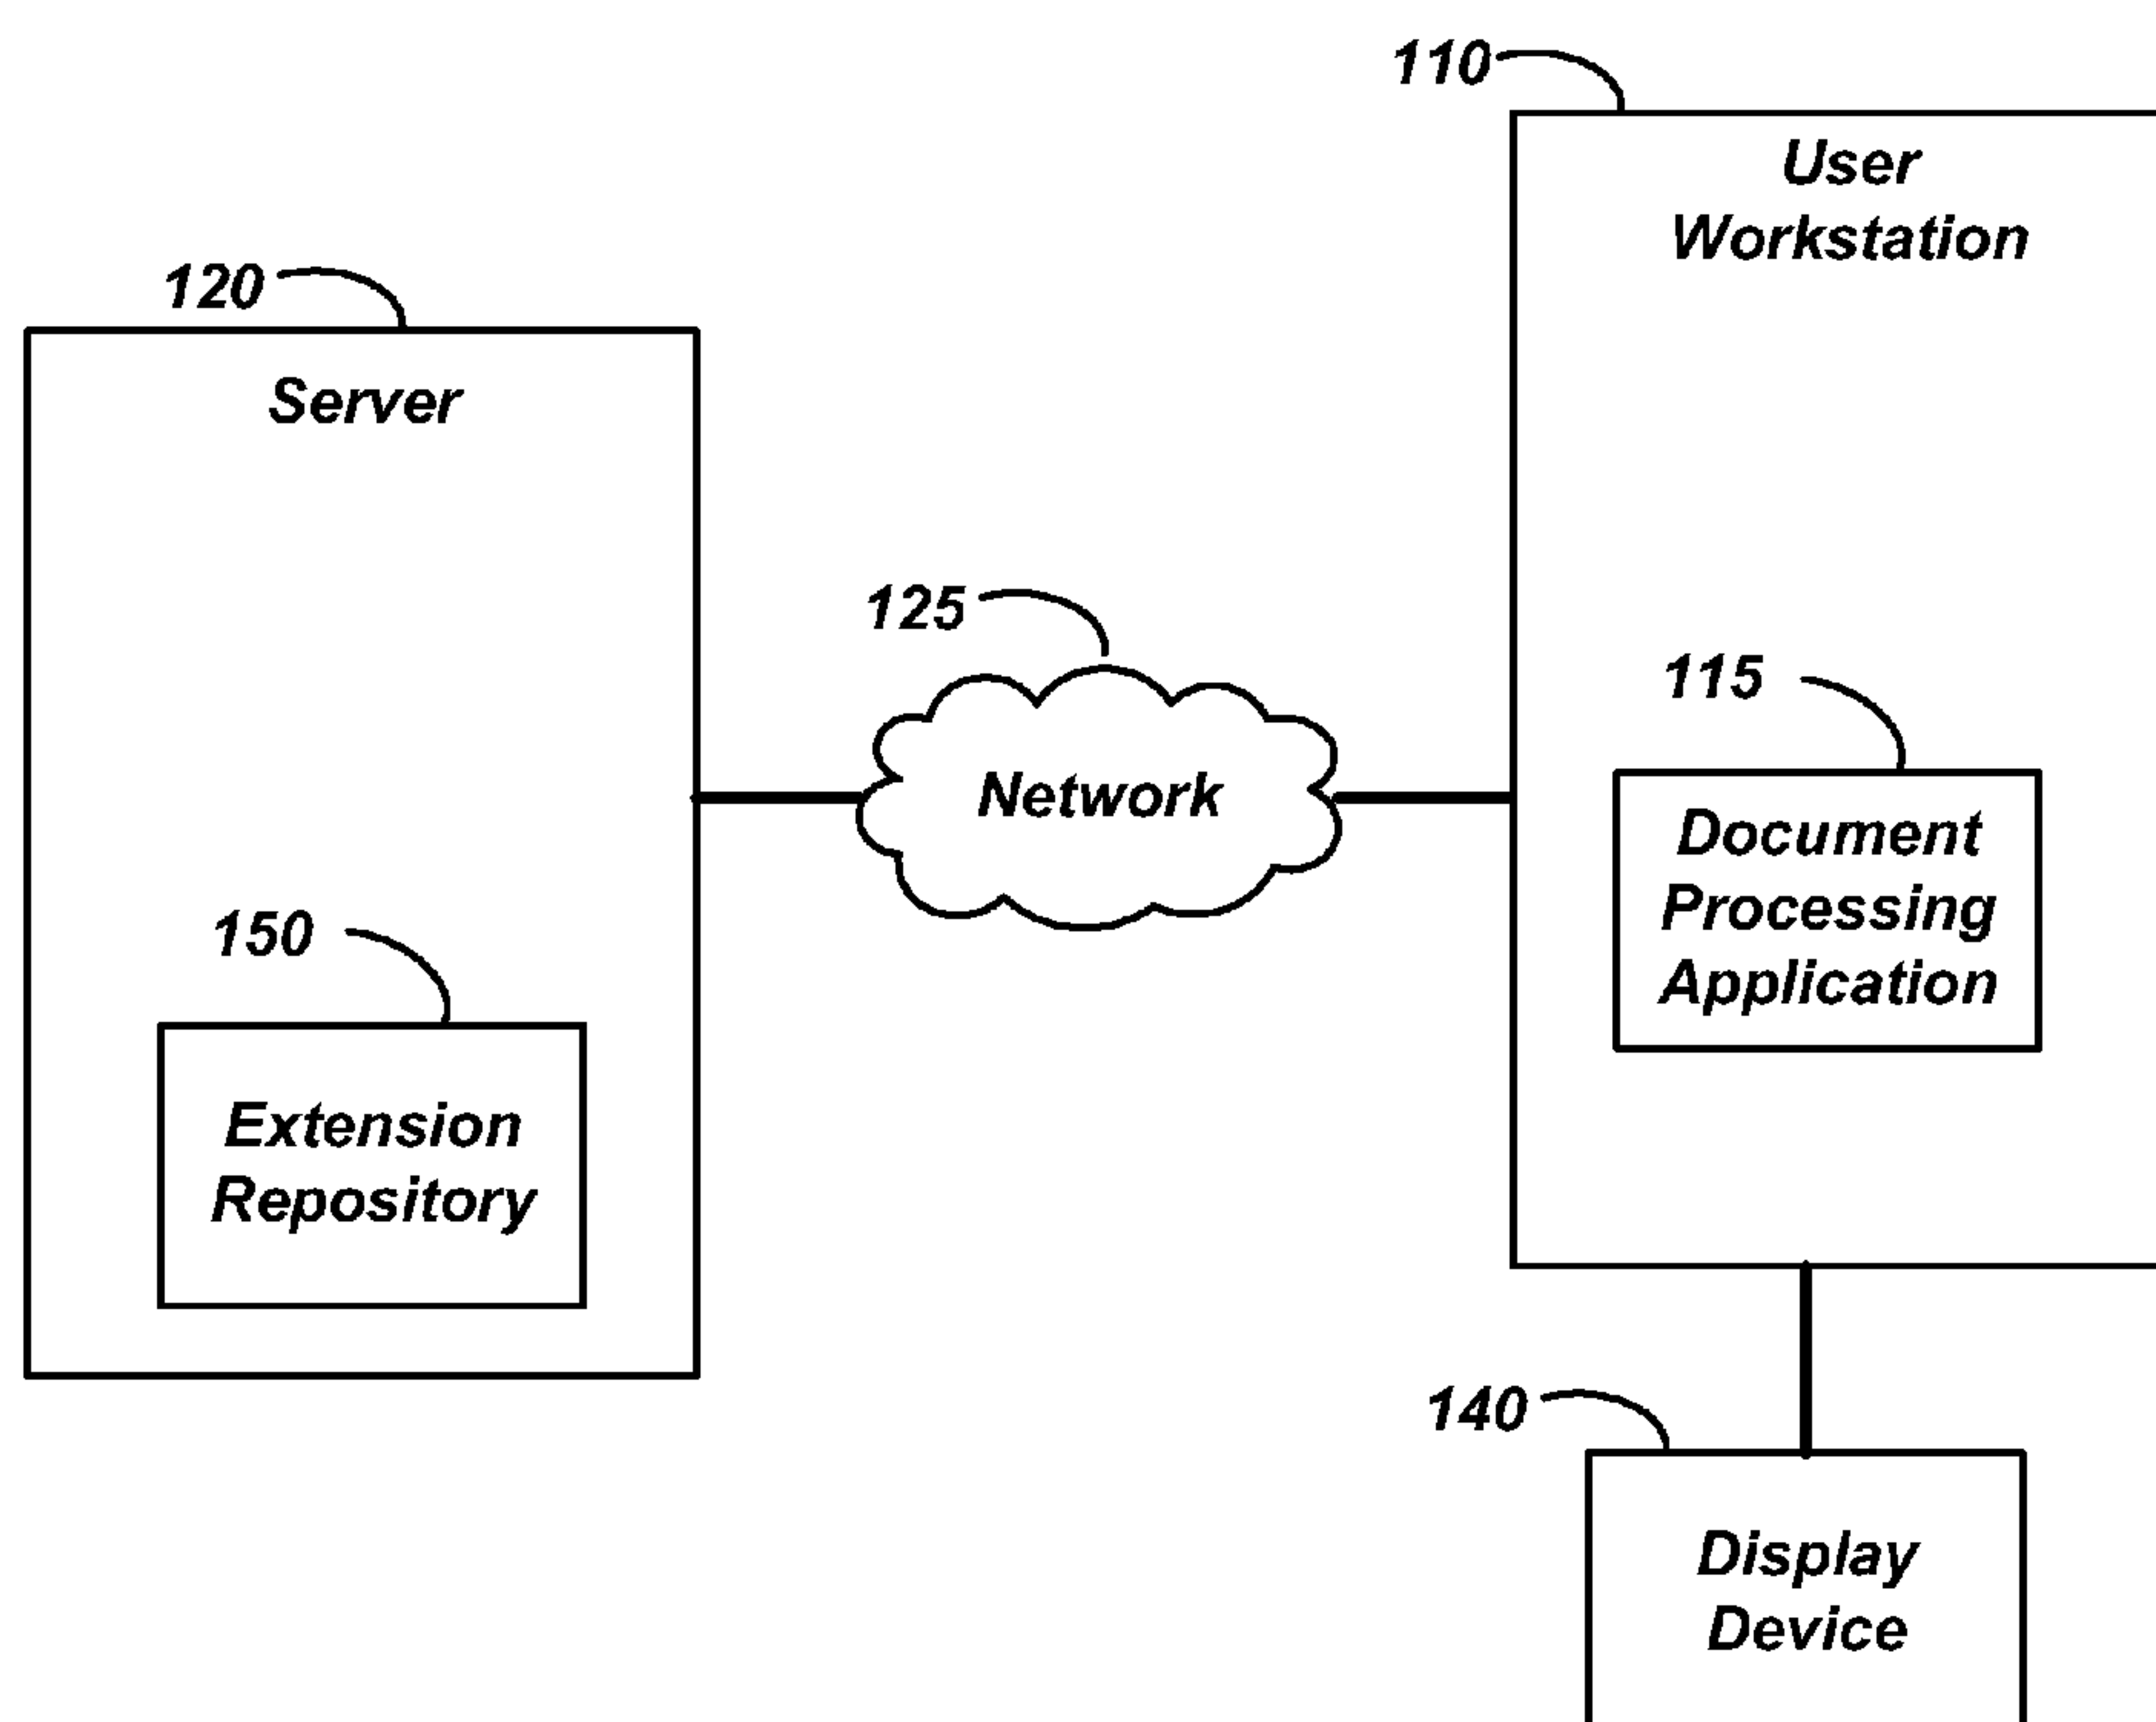 110
User
Workstation
120
Server
125
Network
115
Document
Processing
Application
150
Extension
Repository
140
Display
Device